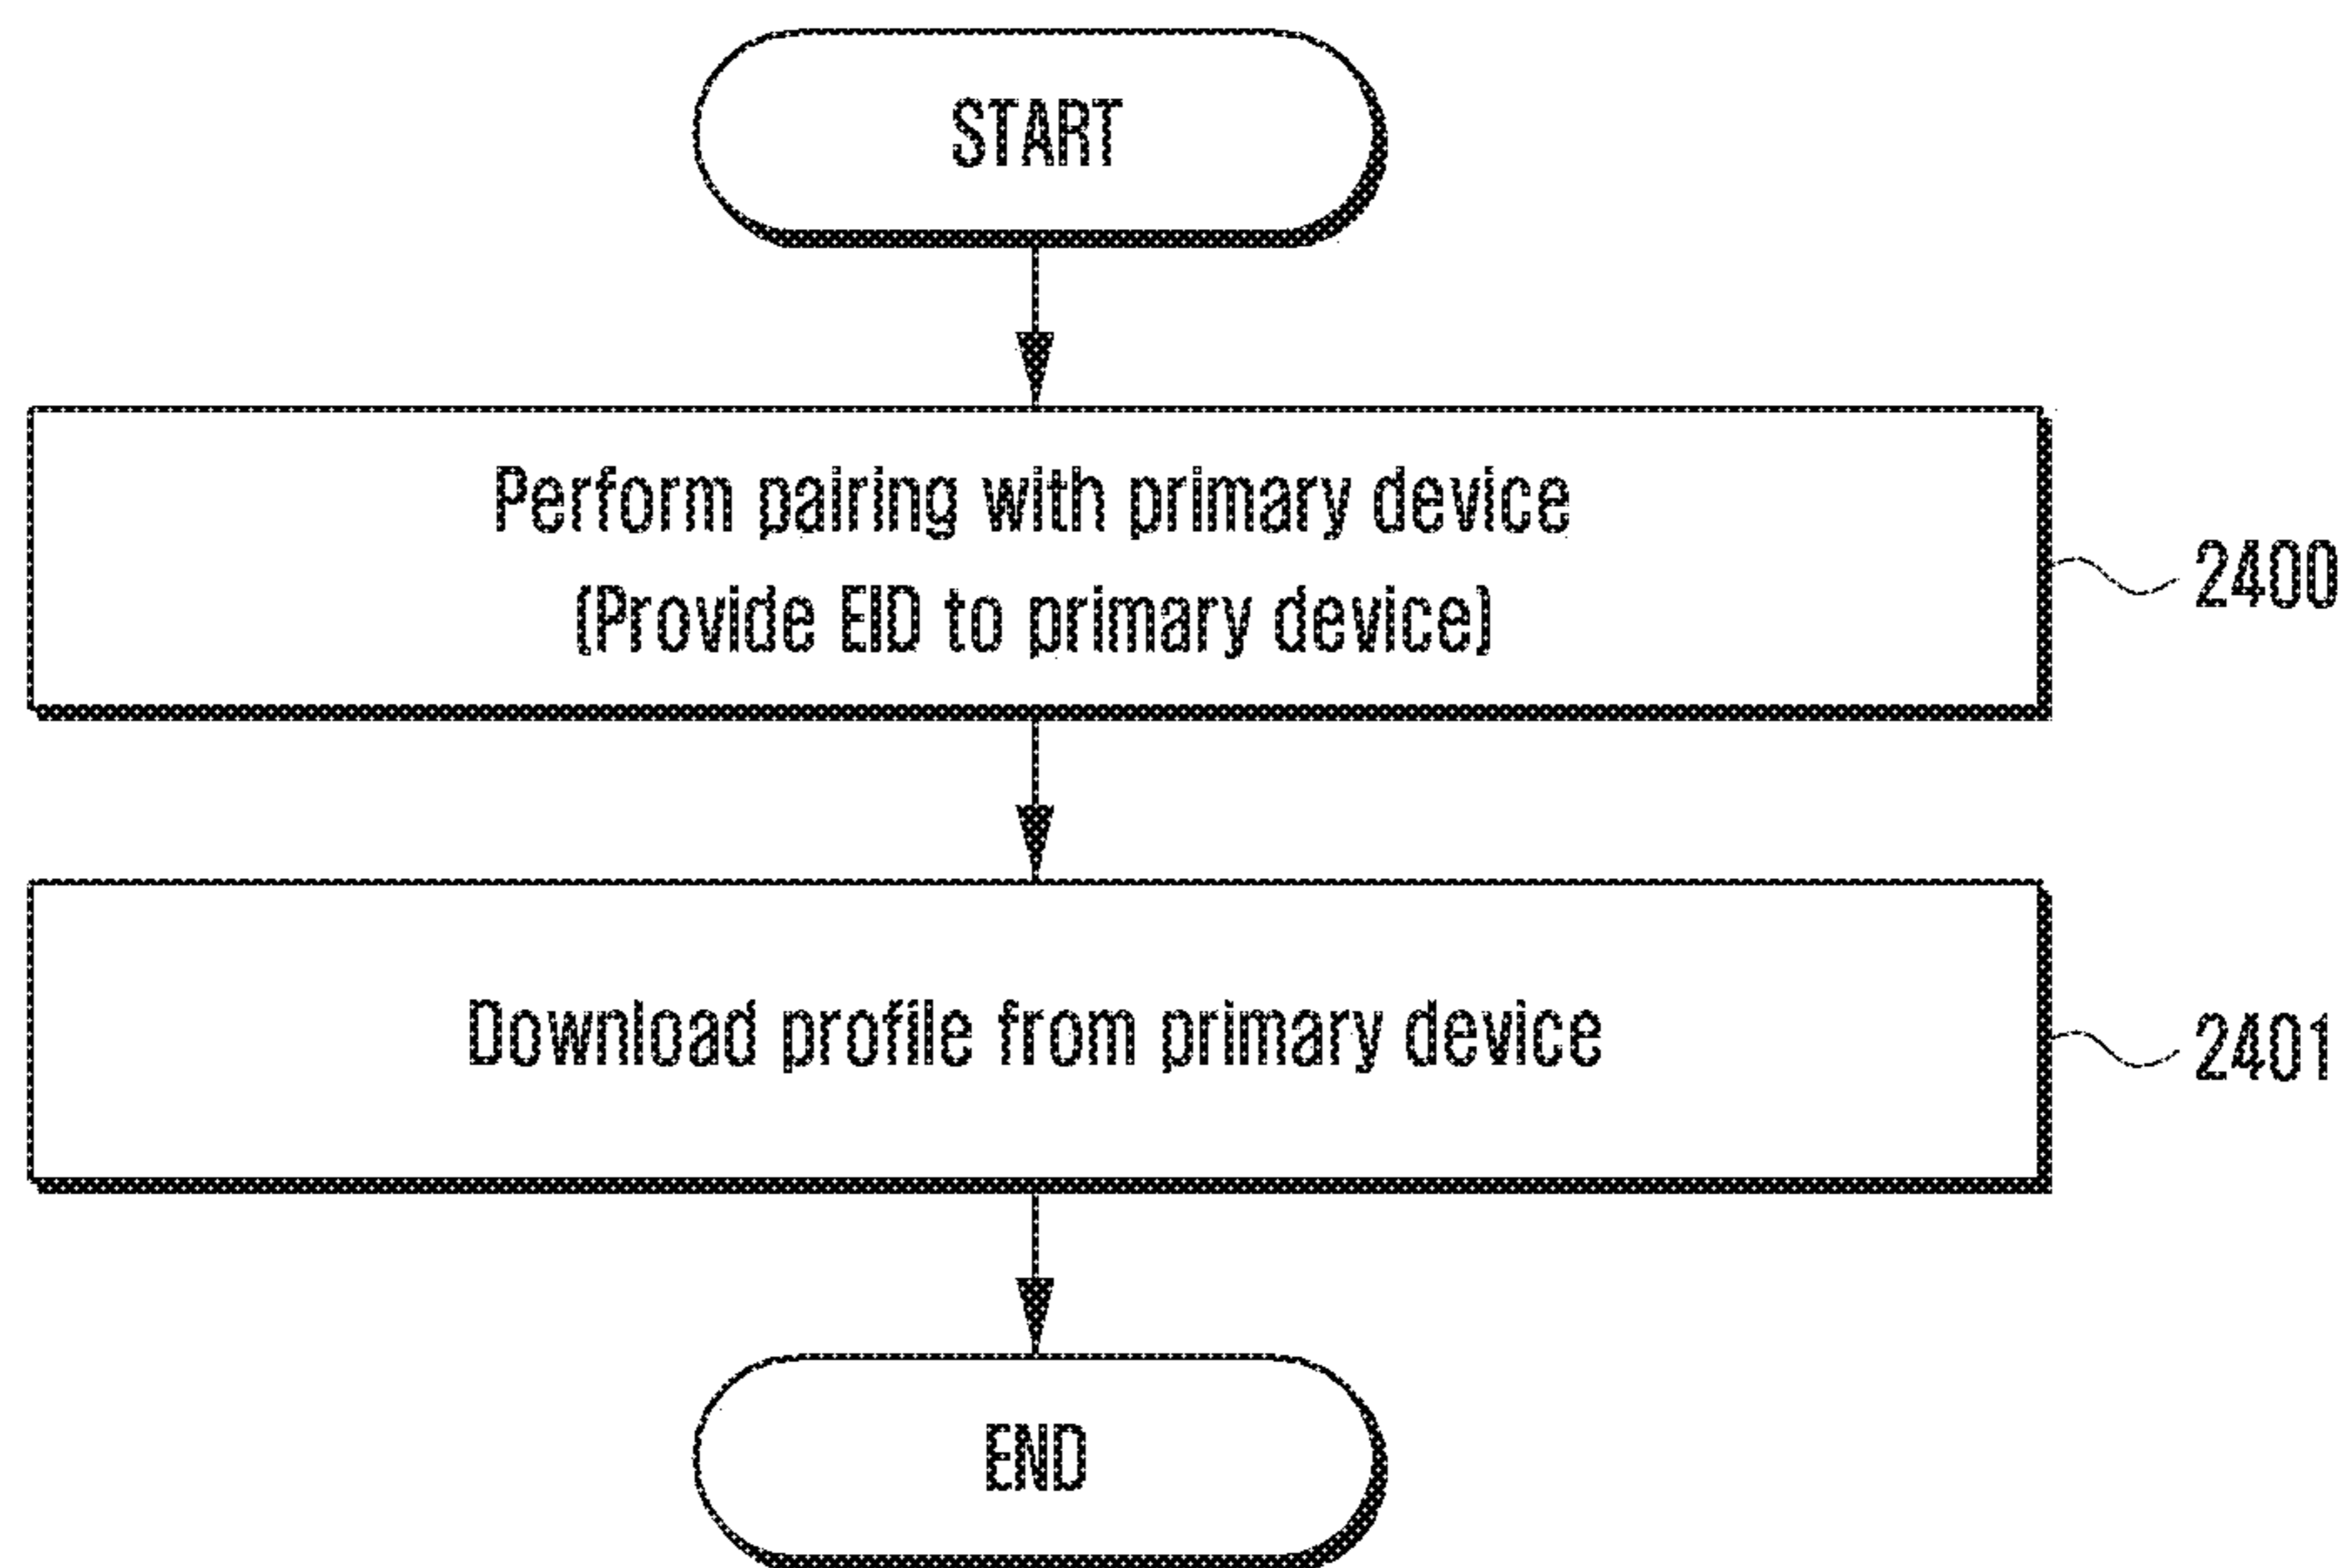 START
Perform pairing with primary device
(Provide EID to primary device)
2400
Download profile from primary device
2401
END